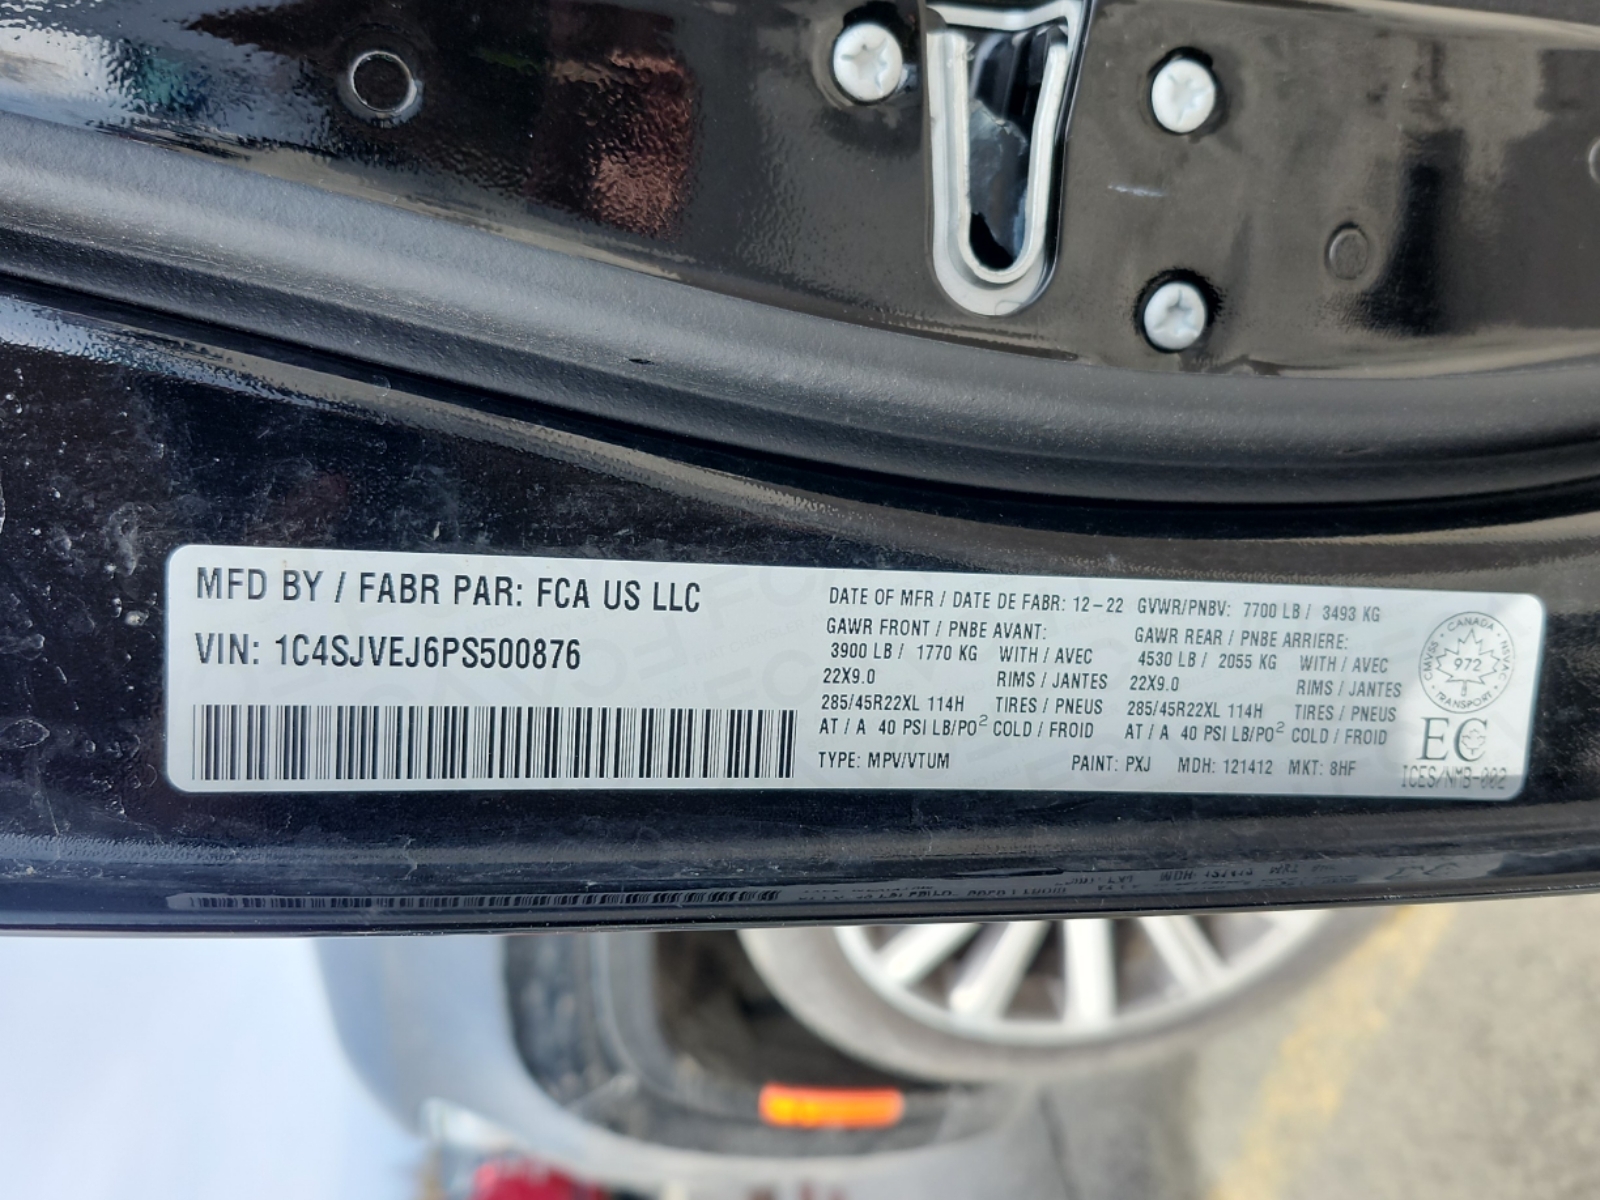 MFD BY / FABR PAR: FCA US LLC
VIN: 1C4SJVEJ6PS500876
DATE OF MFR / DATE DE FABR: 12-22 GVWR/PNBV: 7700 LB / 3493 KG
GAWR FRONT / PNBE AVANT:
3900 LB / 1770 KG WITH / AVEC
22X9.0 RIMS / JANTES
285/45R22XL 114H TIRES / PNEUS
AT / A 40 PSI LB/PO² COLD / FROID
GAWR REAR / PNBE ARRIERE:
4530 LB / 2055 KG WITH / AVEC
22X9.0 RIMS / JANTES
285/45R22XL 114H TIRES / PNEUS
AT / A 40 PSI LB/PO² COLD / FROID
TYPE: MPV/VTUM PAINT: PXJ MDH: 121412 MKT: 8HF
CANADA
CMVSS NSVAC
972
TRANSPORT
EC
ICES/NMB-002